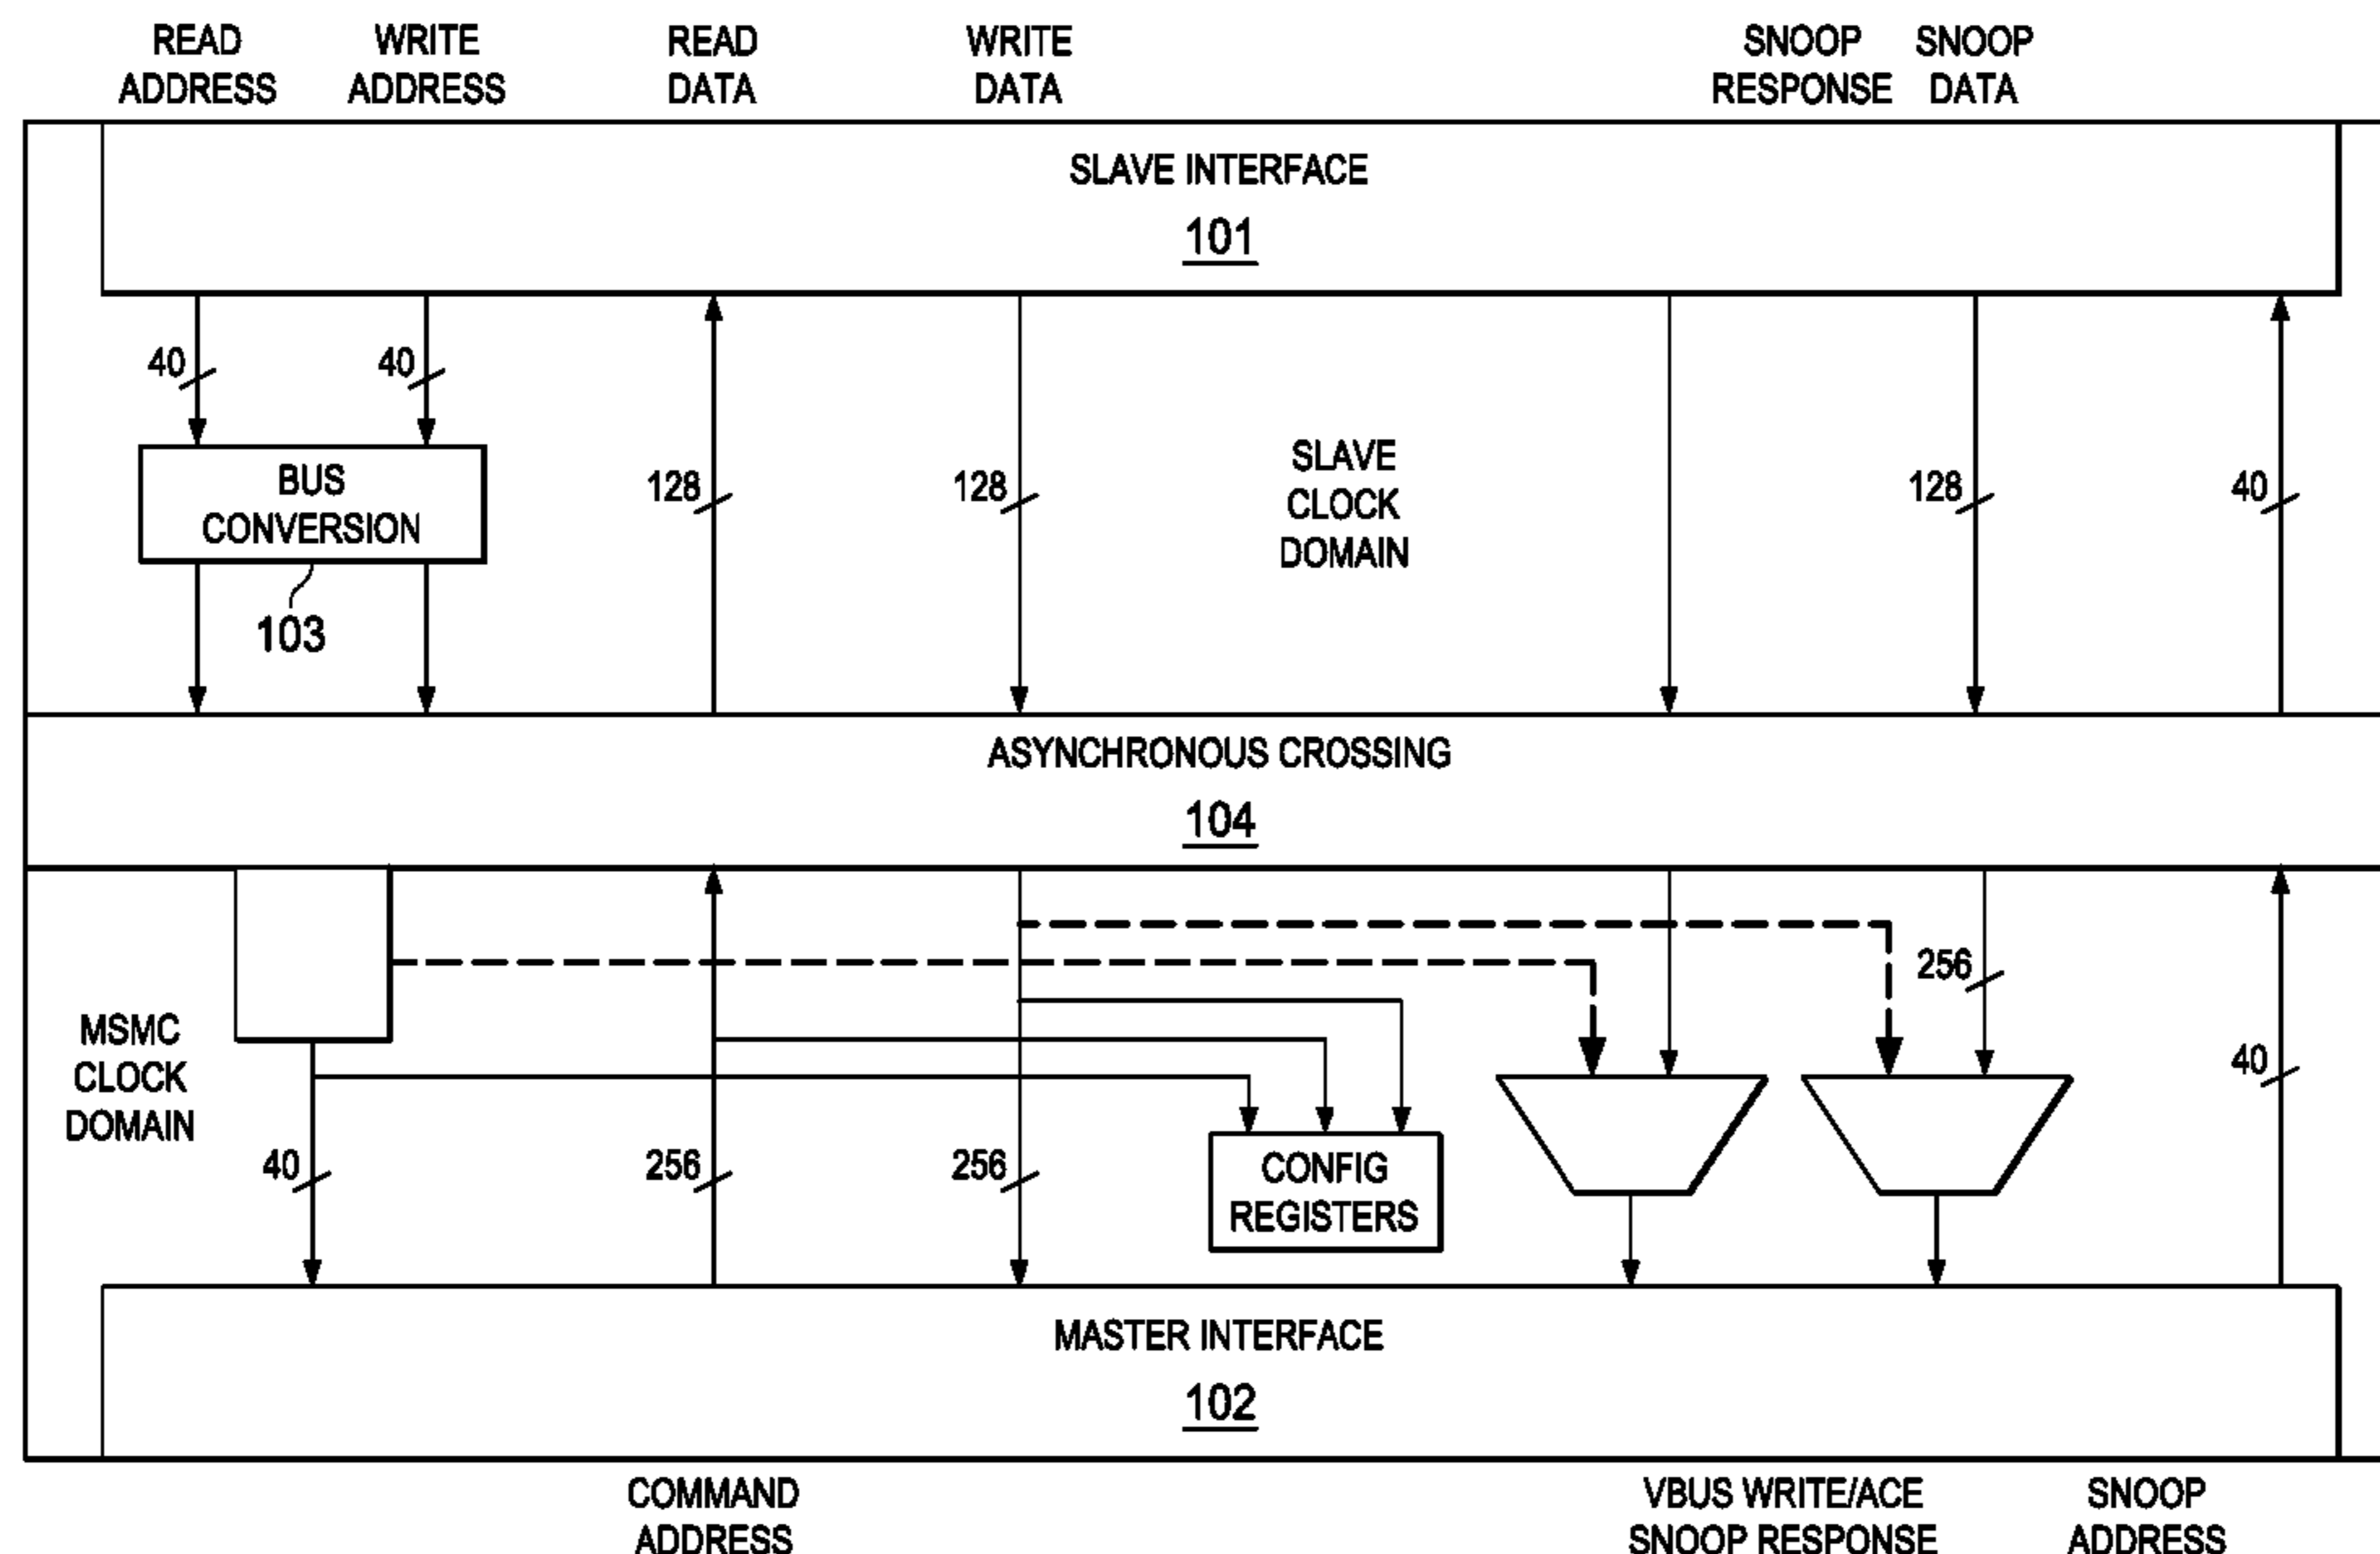 READ
ADDRESS
WRITE
ADDRESS
READ
DATA
WRITE
DATA
SNOOP
RESPONSE
SNOOP
DATA
SLAVE INTERFACE
101
40
40
BUS
CONVERSION
103
128
128
SLAVE
CLOCK
DOMAIN
128
40
ASYNCHRONOUS CROSSING
104
MSMC
CLOCK
DOMAIN
256
40
40
256
256
CONFIG
REGISTERS
MASTER INTERFACE
102
COMMAND
ADDRESS
VBUS WRITE/ACE
SNOOP RESPONSE
SNOOP
ADDRESS